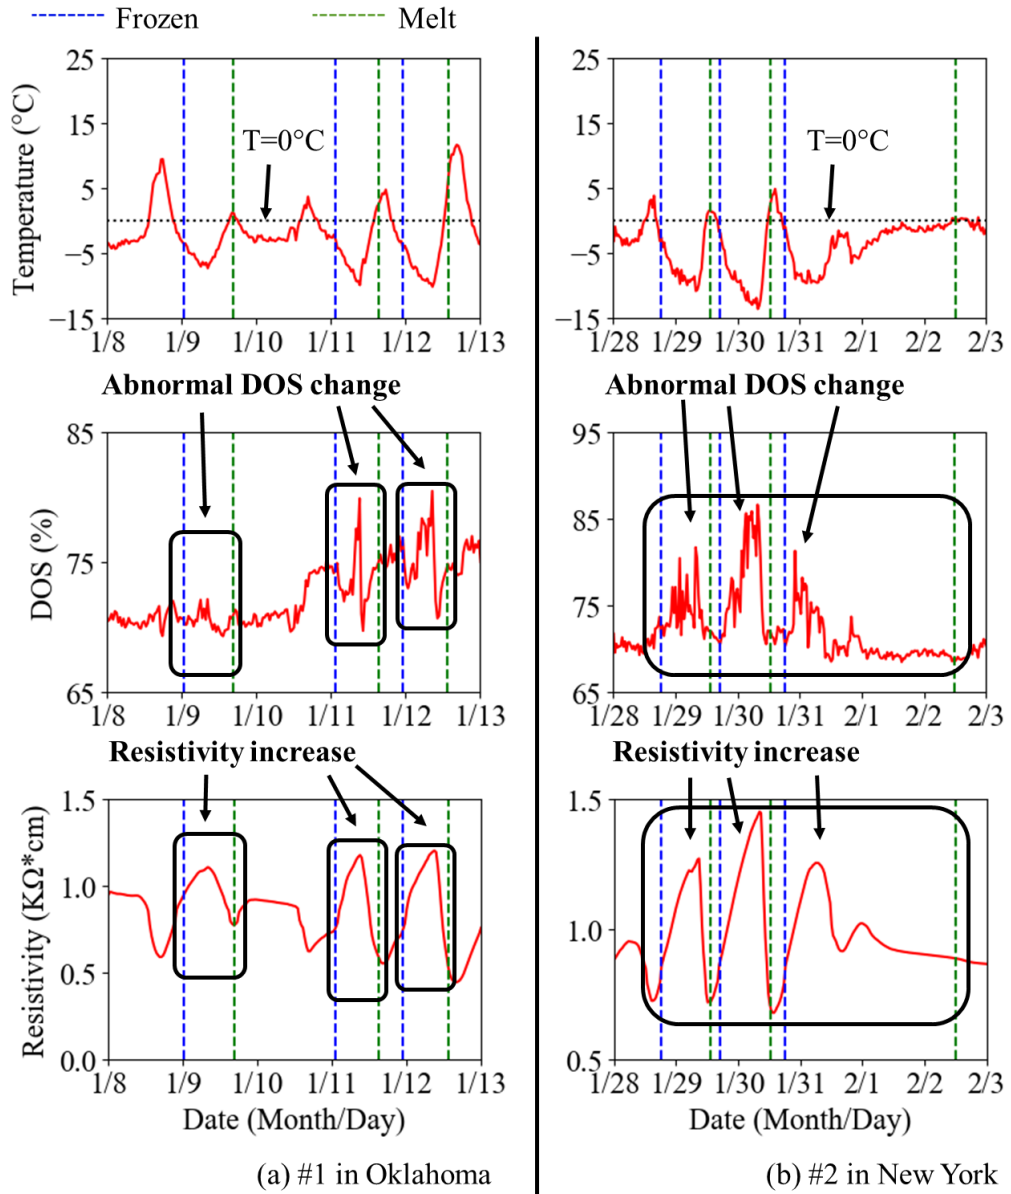 Frozen Melt
25
15
5
−5
−15
Temperature (°C)
T=0°C
1/8 1/9 1/10 1/11 1/12 1/13
25
15
5
−5
−15
Temperature (°C)
T=0°C
1/28 1/29 1/30 1/31 2/1 2/2 2/3
Abnormal DOS change
85
75
65
DOS (%)
1/8 1/9 1/10 1/11 1/12 1/13
Abnormal DOS change
95
85
75
65
DOS (%)
1/28 1/29 1/30 1/31 2/1 2/2 2/3
Resistivity increase
1.5
1.0
0.5
0.0
Resistivity (KΩ*cm)
1/8 1/9 1/10 1/11 1/12 1/13
Date (Month/Day)
(a) #1 in Oklahoma
Resistivity increase
1.5
1.0
0.5
Resistivity (KΩ*cm)
1/28 1/29 1/30 1/31 2/1 2/2 2/3
Date (Month/Day)
(b) #2 in New York